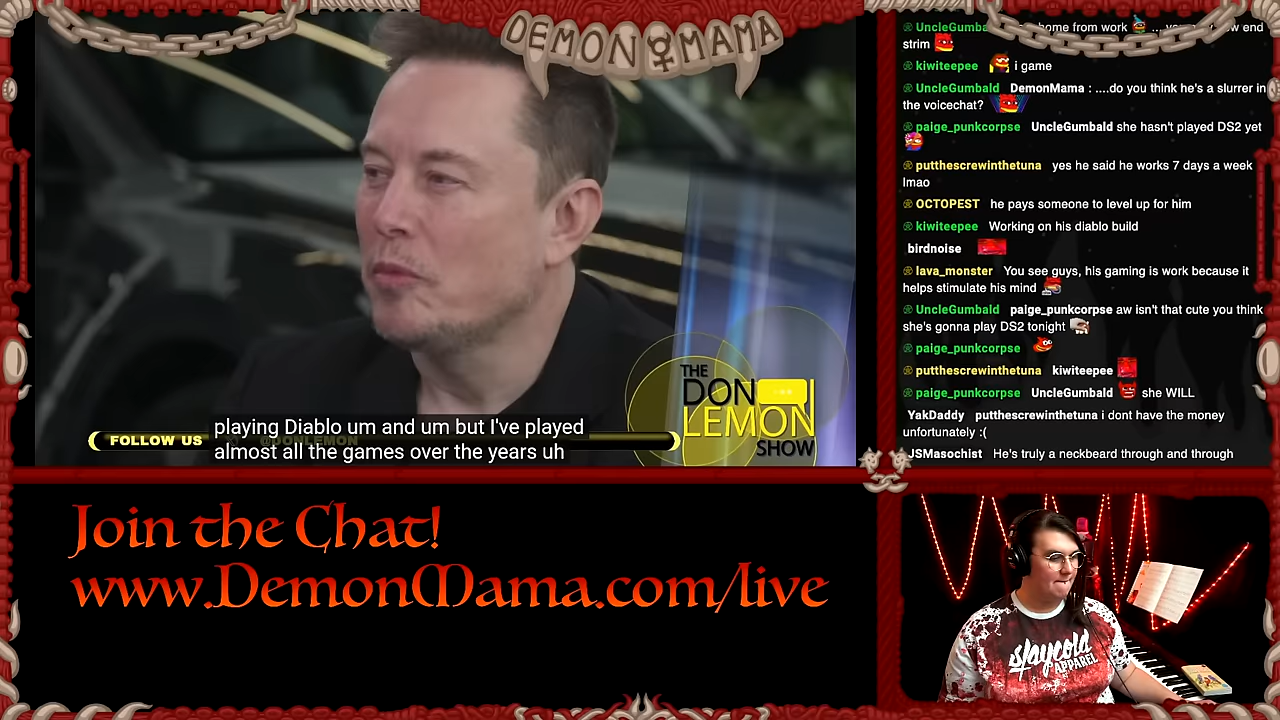 DEMON MAMA
UncleGumba home from work
strim
kiwiteepee i game
UncleGumbald DemonMama : ....do you think he's a slurrer in
the voicechat?
paige_punkcorpse UncleGumbald she hasn't played DS2 yet
putthescrewinthetuna yes he said he works 7 days a week
lmao
OCTOPEST he pays someone to level up for him
kiwiteepee Working on his diablo build
birdnoise
lava_monster You see guys, his gaming is work because it
helps stimulate his mind
UncleGumbald paige_punkcorpse aw isn't that cute you think
she's gonna play DS2 tonight
paige_punkcorpse
putthescrewinthetuna kiwiteepee
paige_punkcorpse UncleGumbald she WILL
YakDaddy putthescrewinthetuna i dont have the money
unfortunately :(
JSMasochist He's truly a neckbeard through and through
THE
DON
LEMON
SHOW
FOLLOW US @DONLEMON
playing Diablo um and um but I've played
almost all the games over the years uh
Join the Chat!
www.DemonMama.com/live
slaycold
APPAREL